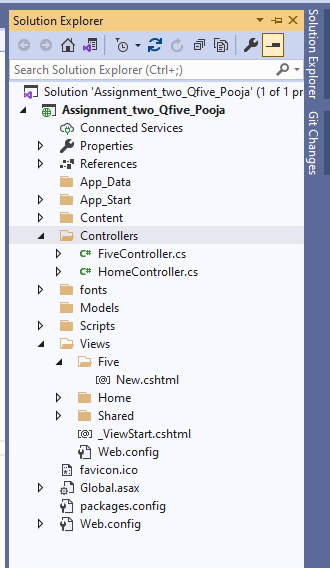 Solution Explorer
Search Solution Explorer (Ctrl+;)
Solution 'Assignment_two_Qfive_Pooja' (1 of 1 pr
Assignment_two_Qfive_Pooja
Connected Services
Properties
References
App_Data
App_Start
Content
Controllers
C# FiveController.cs
C# HomeController.cs
fonts
Models
Scripts
Views
Five
[@] New.cshtml
Home
Shared
[@] _ViewStart.cshtml
Web.config
favicon.ico
Global.asax
packages.config
Web.config
Solution Explorer
Git Changes